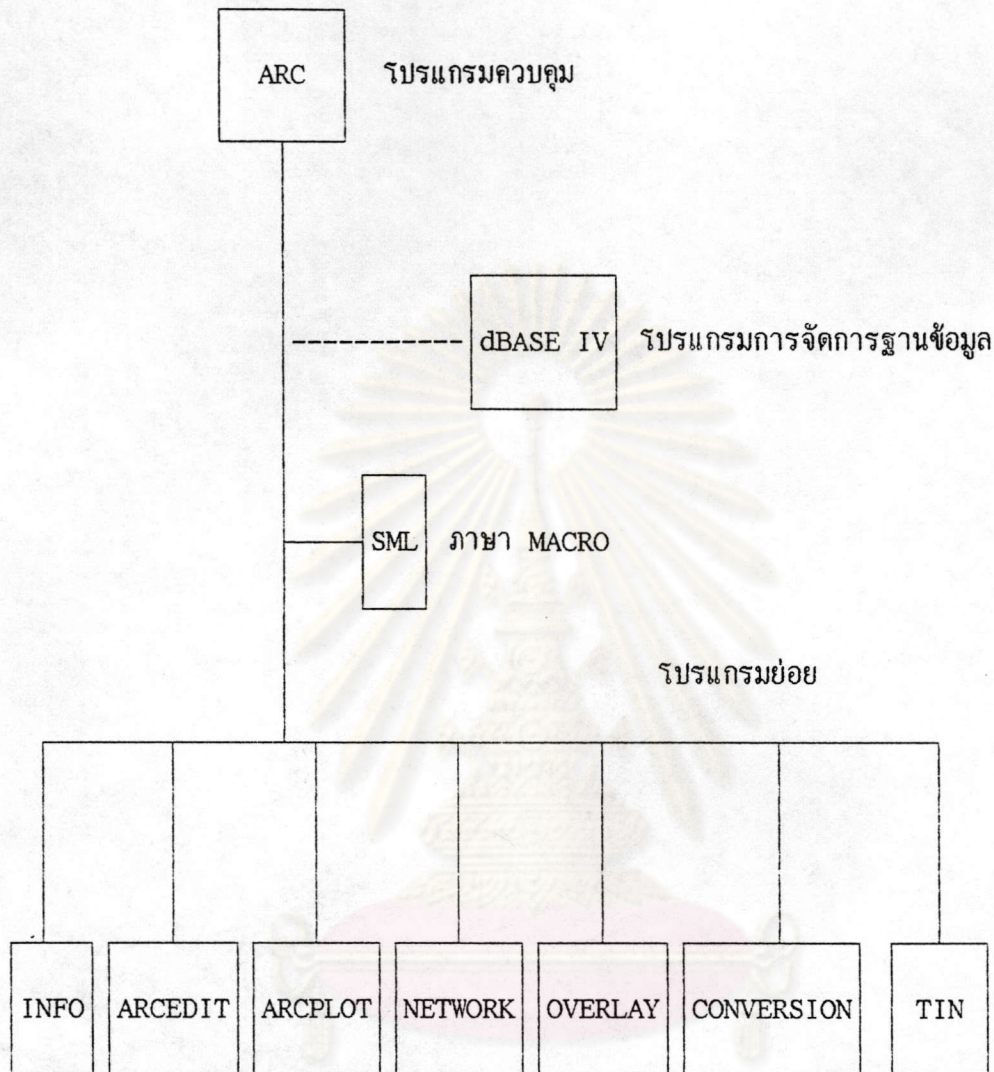 ARC โปรแกรมควบคุม
dBASE IV โปรแกรมการจัดการฐานข้อมูล
SML ภาษา MACRO
โปรแกรมย่อย
INFO ARCEDIT ARCPLOT NETWORK OVERLAY CONVERSION TIN